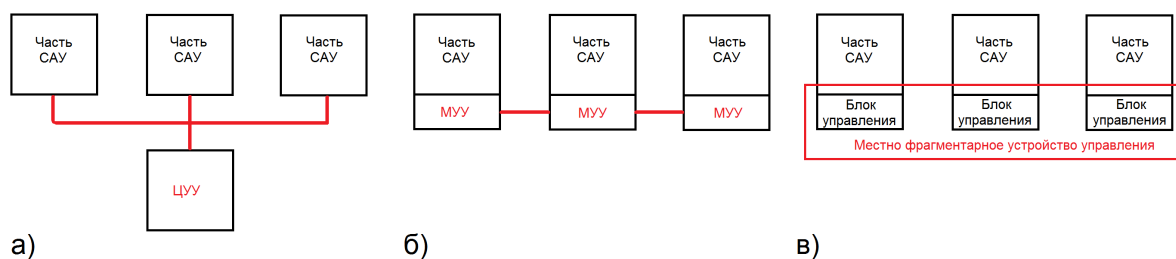 Часть
САУ
Часть
САУ
Часть
САУ
ЦУУ
а)
Часть
САУ
Часть
САУ
Часть
САУ
МУУ
МУУ
МУУ
б)
Часть
САУ
Часть
САУ
Часть
САУ
Блок
управления
Блок
управления
Блок
управления
Местно фрагментарное устройство управления
в)